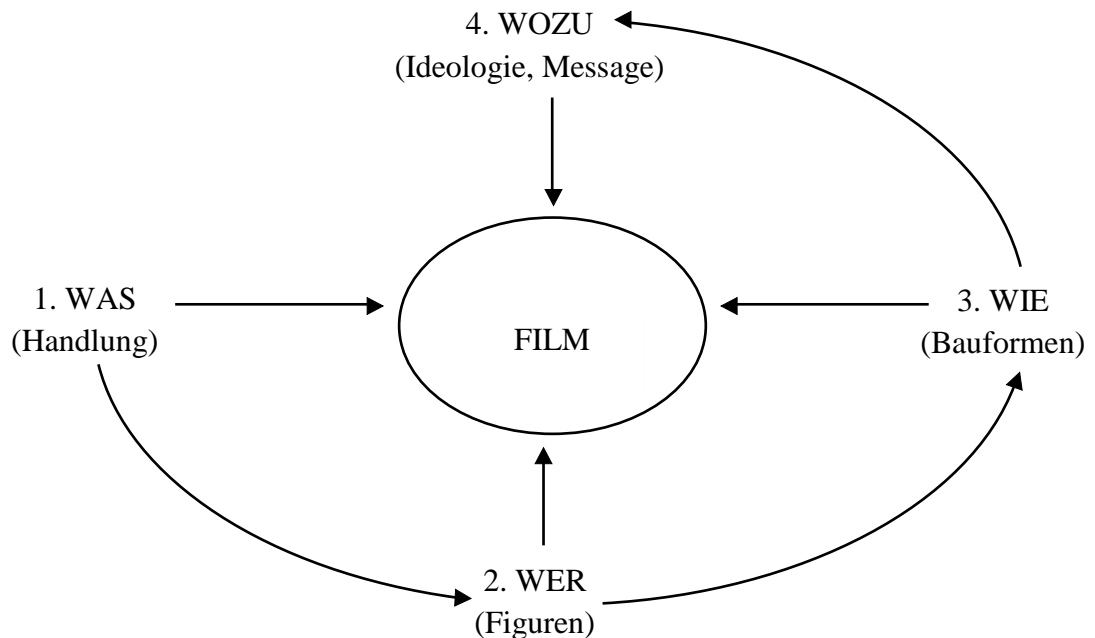 4. WOZU
(Ideologie, Message)
1. WAS
(Handlung)
FILM
3. WIE
(Bauformen)
2. WER
(Figuren)